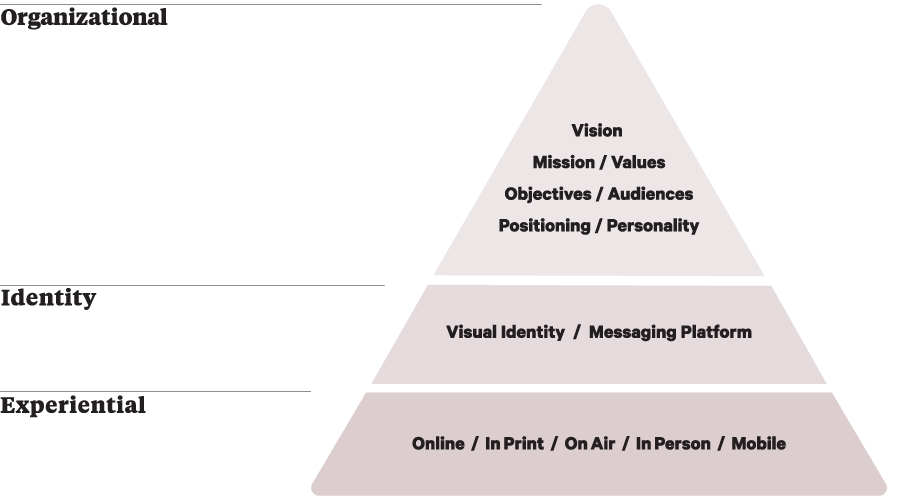 Organizational
Vision
Mission / Values
Objectives / Audiences
Positioning / Personality
Identity
Visual Identity / Messaging Platform
Experiential
Online / In Print / On Air / In Person / Mobile